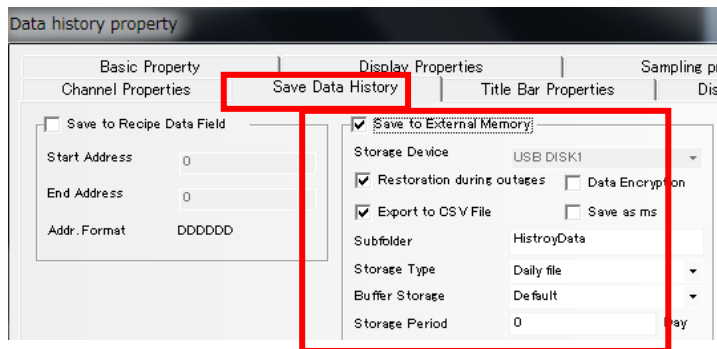 Data history property
Basic Property
Display Properties
Sampling p
Channel Properties
Save Data History
Title Bar Properties
Dis
Save to Recipe Data Field
Start Address
0
End Address
0
Addr. Format
DDDDDD
Save to External Memory
Storage Device
USB DISK1
Restoration during outages
Data Encryption
Export to CSV File
Save as ms
Subfolder
HistroyData
Storage Type
Daily file
Buffer Storage
Default
Storage Period
0
Day